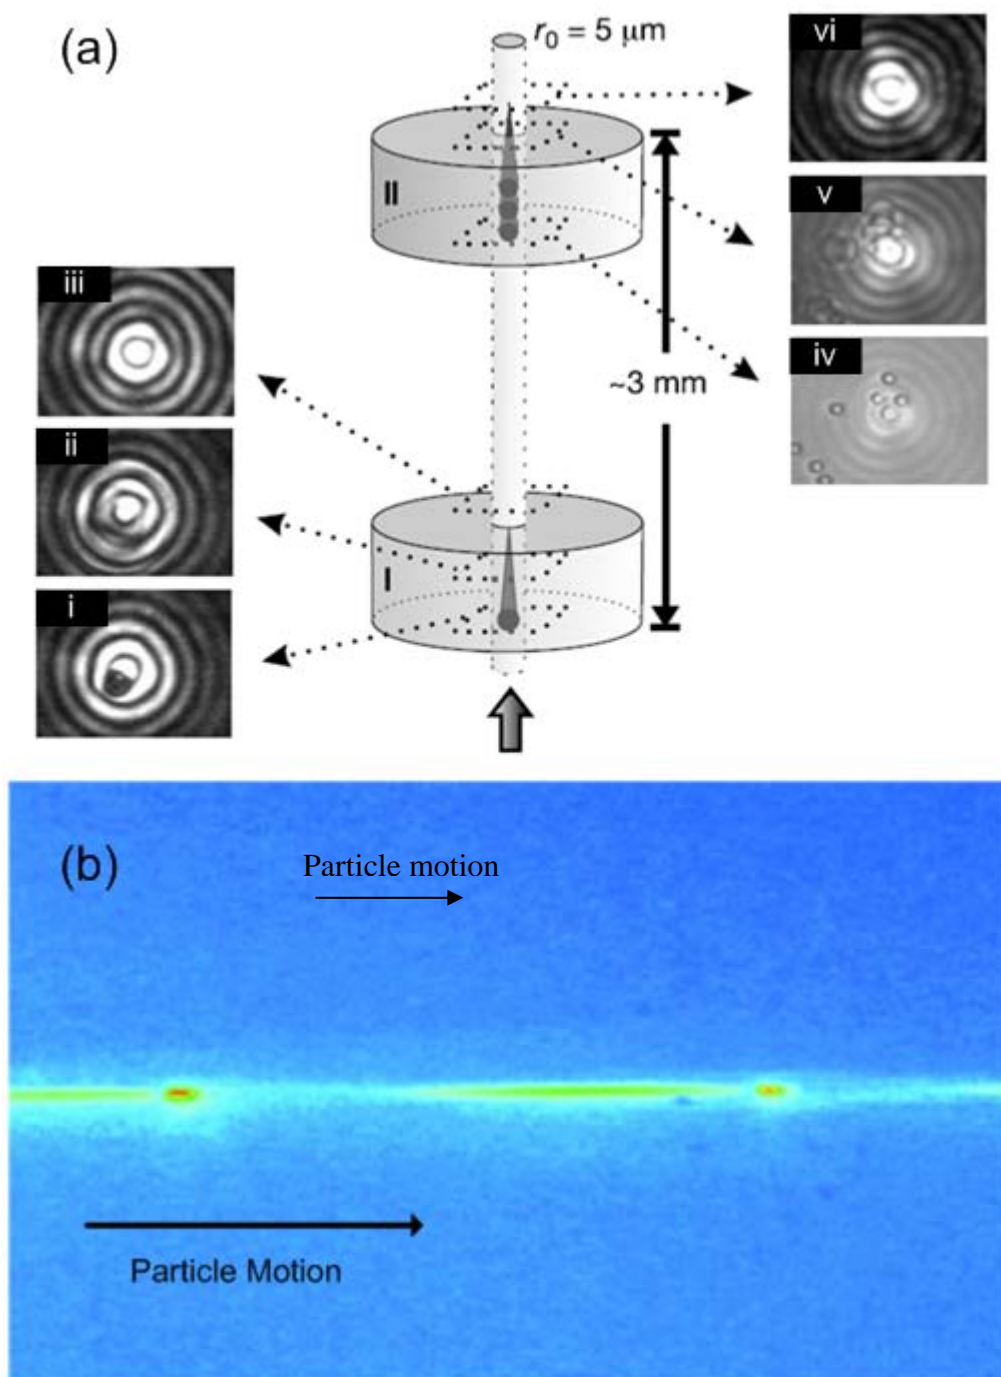 (a)
r0 = 5 μm
vi
II
v
iii
iv
~3 mm
ii
I
i
(b)
Particle motion
Particle Motion